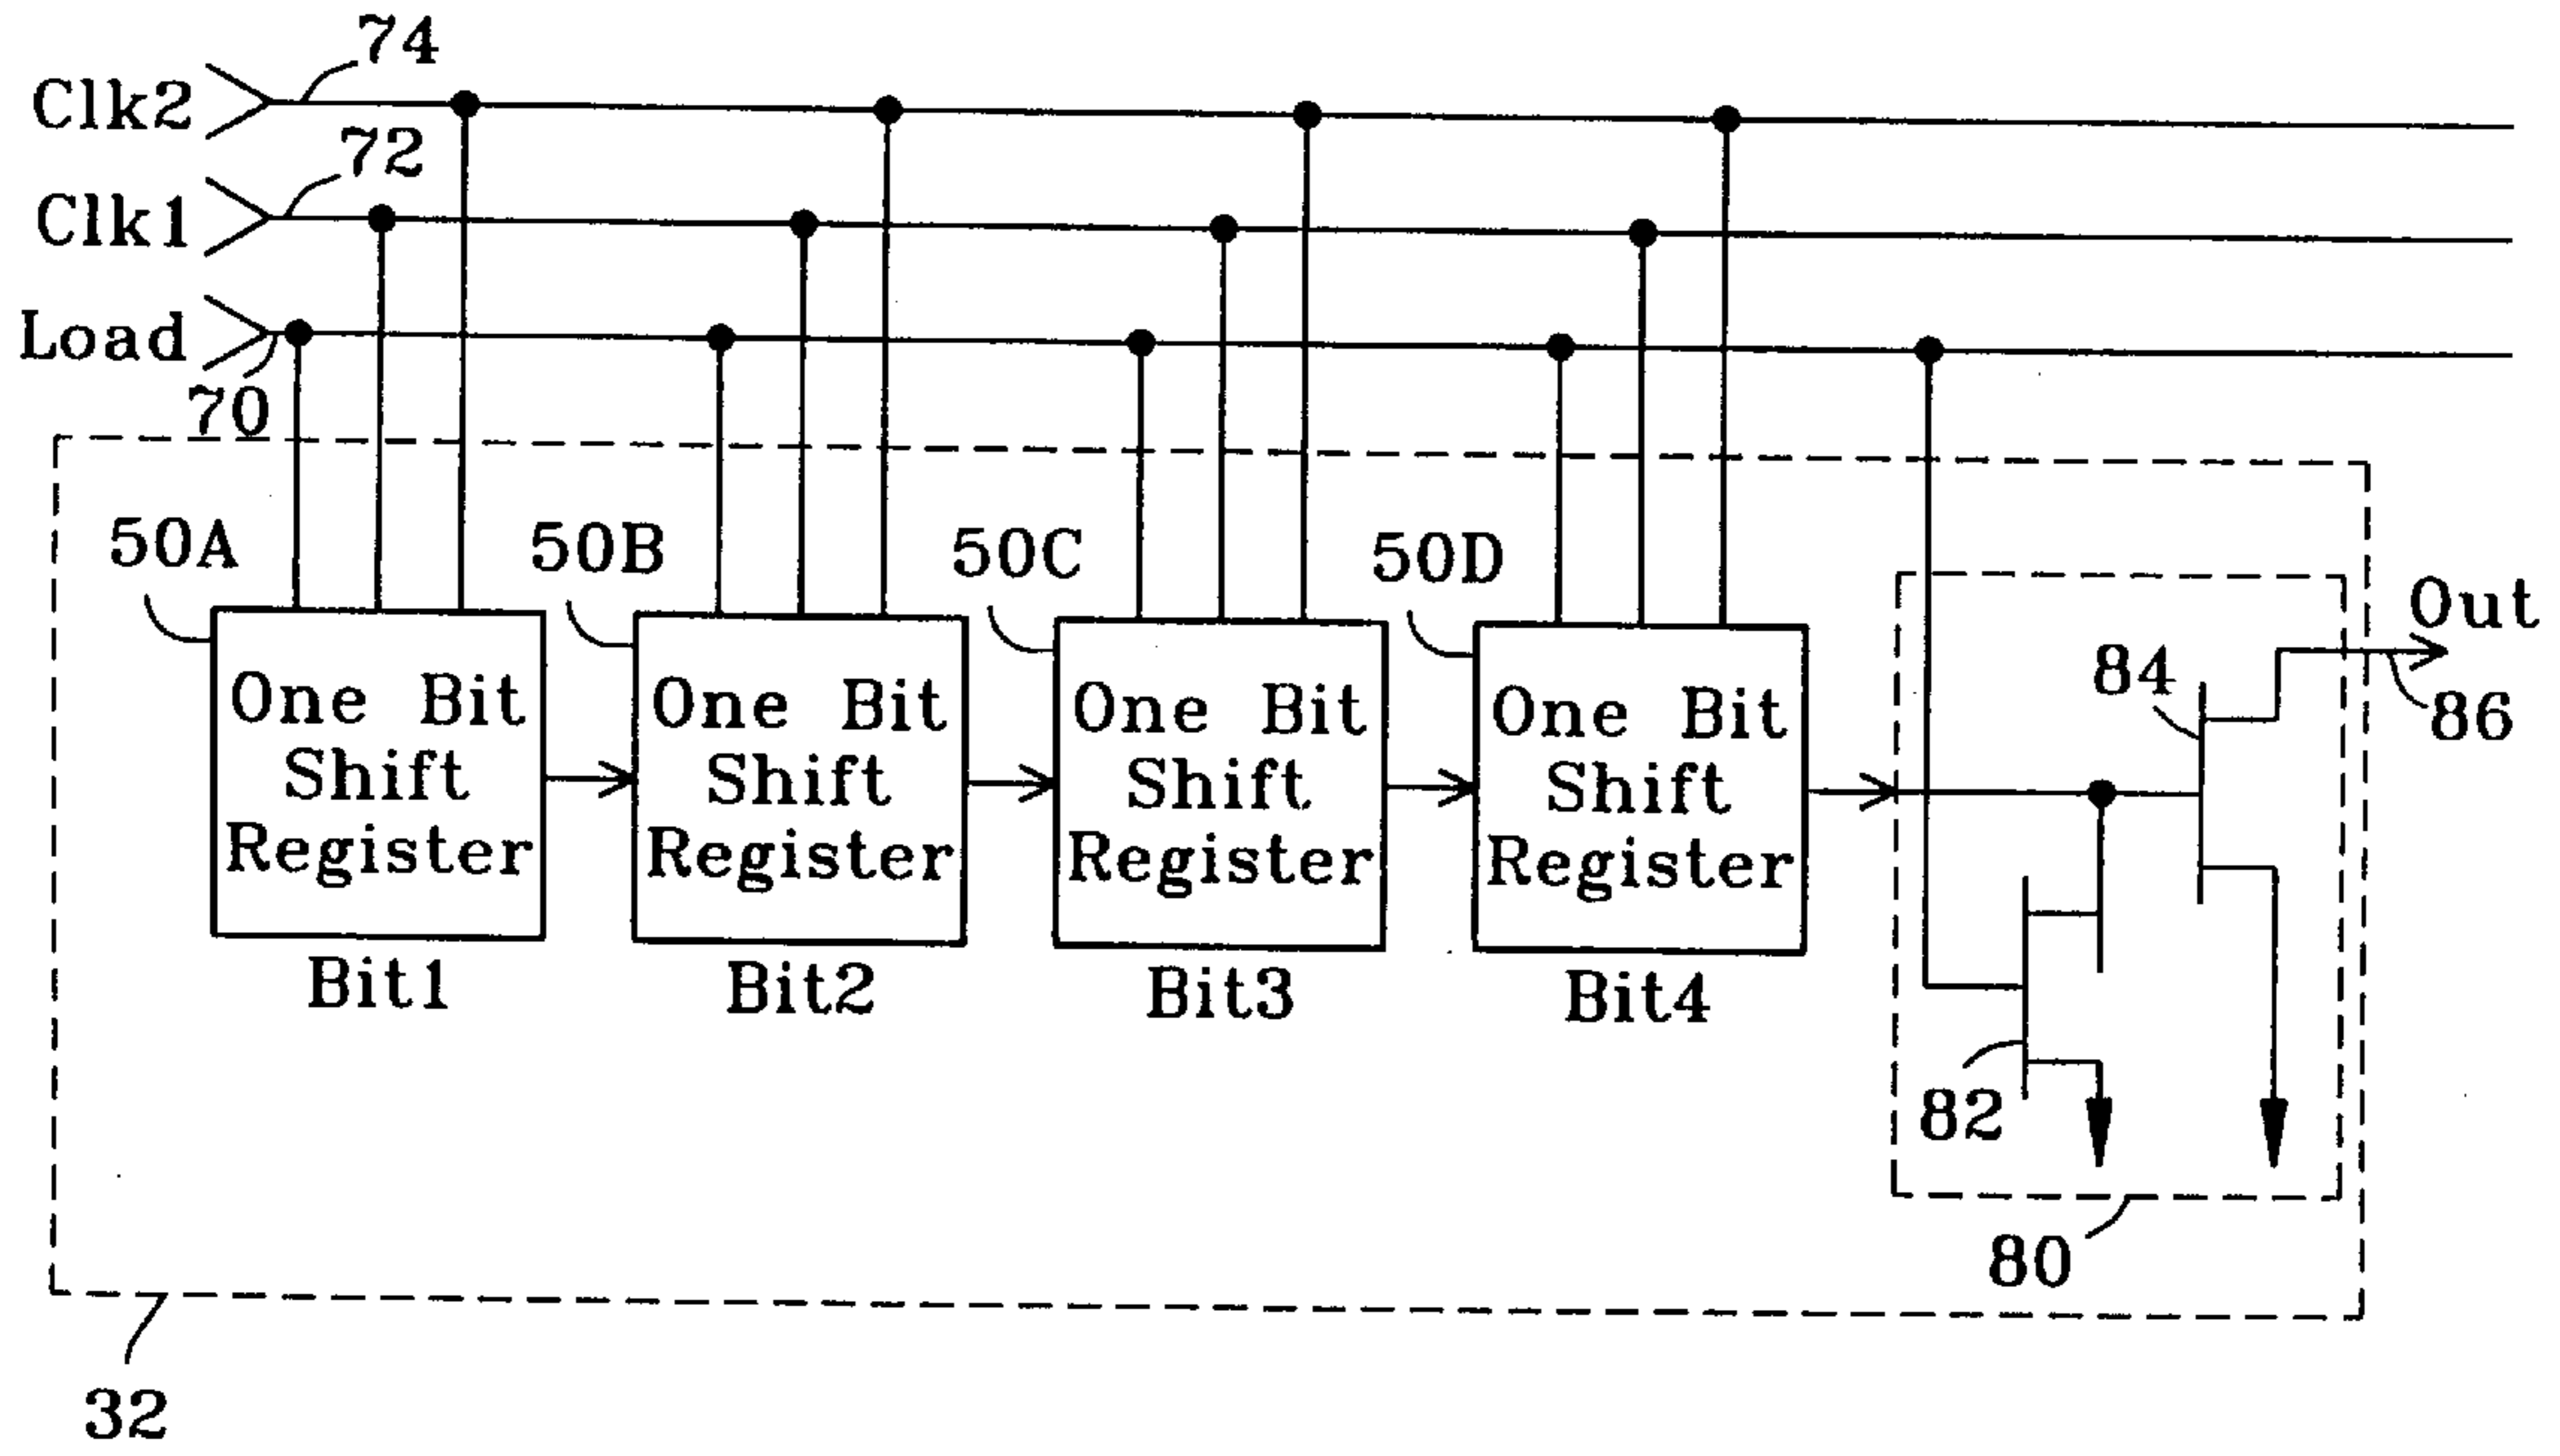 74
Clk2
72
Clk1
Load
70
50A
50B
50C
50D
Out
84
86
One Bit
Shift
Register
One Bit
Shift
Register
One Bit
Shift
Register
One Bit
Shift
Register
Bit1
Bit2
Bit3
Bit4
82
80
32